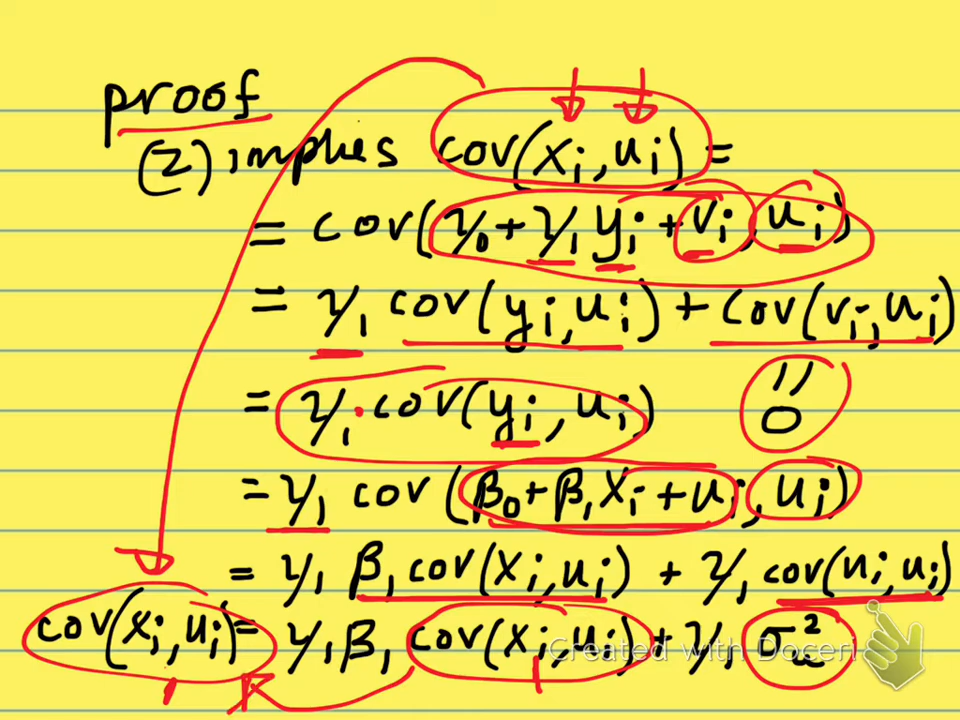 proof
(2) implies cov(Xi, ui) =
= cov(γ0 + γ1 yi + vi, ui)
= γ1 cov(yi, ui) + cov(vi, ui)
= γ1 · cov(yi, ui) " 0
= γ1 cov(β0 + β1 Xi + ui, ui)
= γ1 β1 cov(Xi, ui) + γ1 cov(ui, ui)
cov(Xi, ui) = γ1 β1 cov(Xi, ui) + γ1 σu²
Created with Doceri